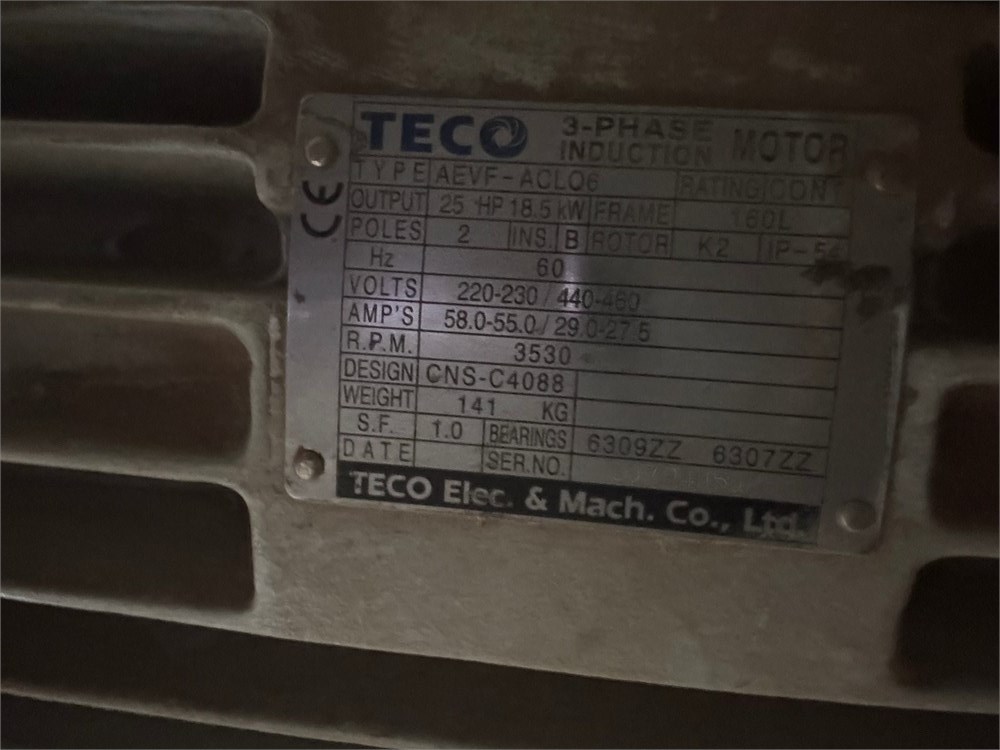 TECO 3-PHASE INDUCTION MOTOR
CE
TYPE AEVF-ACLO6 RATING CONT
OUTPUT 25 HP 18.5 kW FRAME 160L
POLES 2 INS. B ROTOR K2 IP-54
Hz 60
VOLTS 220-230 / 440-460
AMP'S 58.0-55.0 / 29.0-27.5
R.P.M. 3530
DESIGN CNS-C4088
WEIGHT 141 KG
S.F. 1.0 BEARINGS 6309ZZ 6307ZZ
DATE SER.NO.
TECO Elec. & Mach. Co., Ltd.